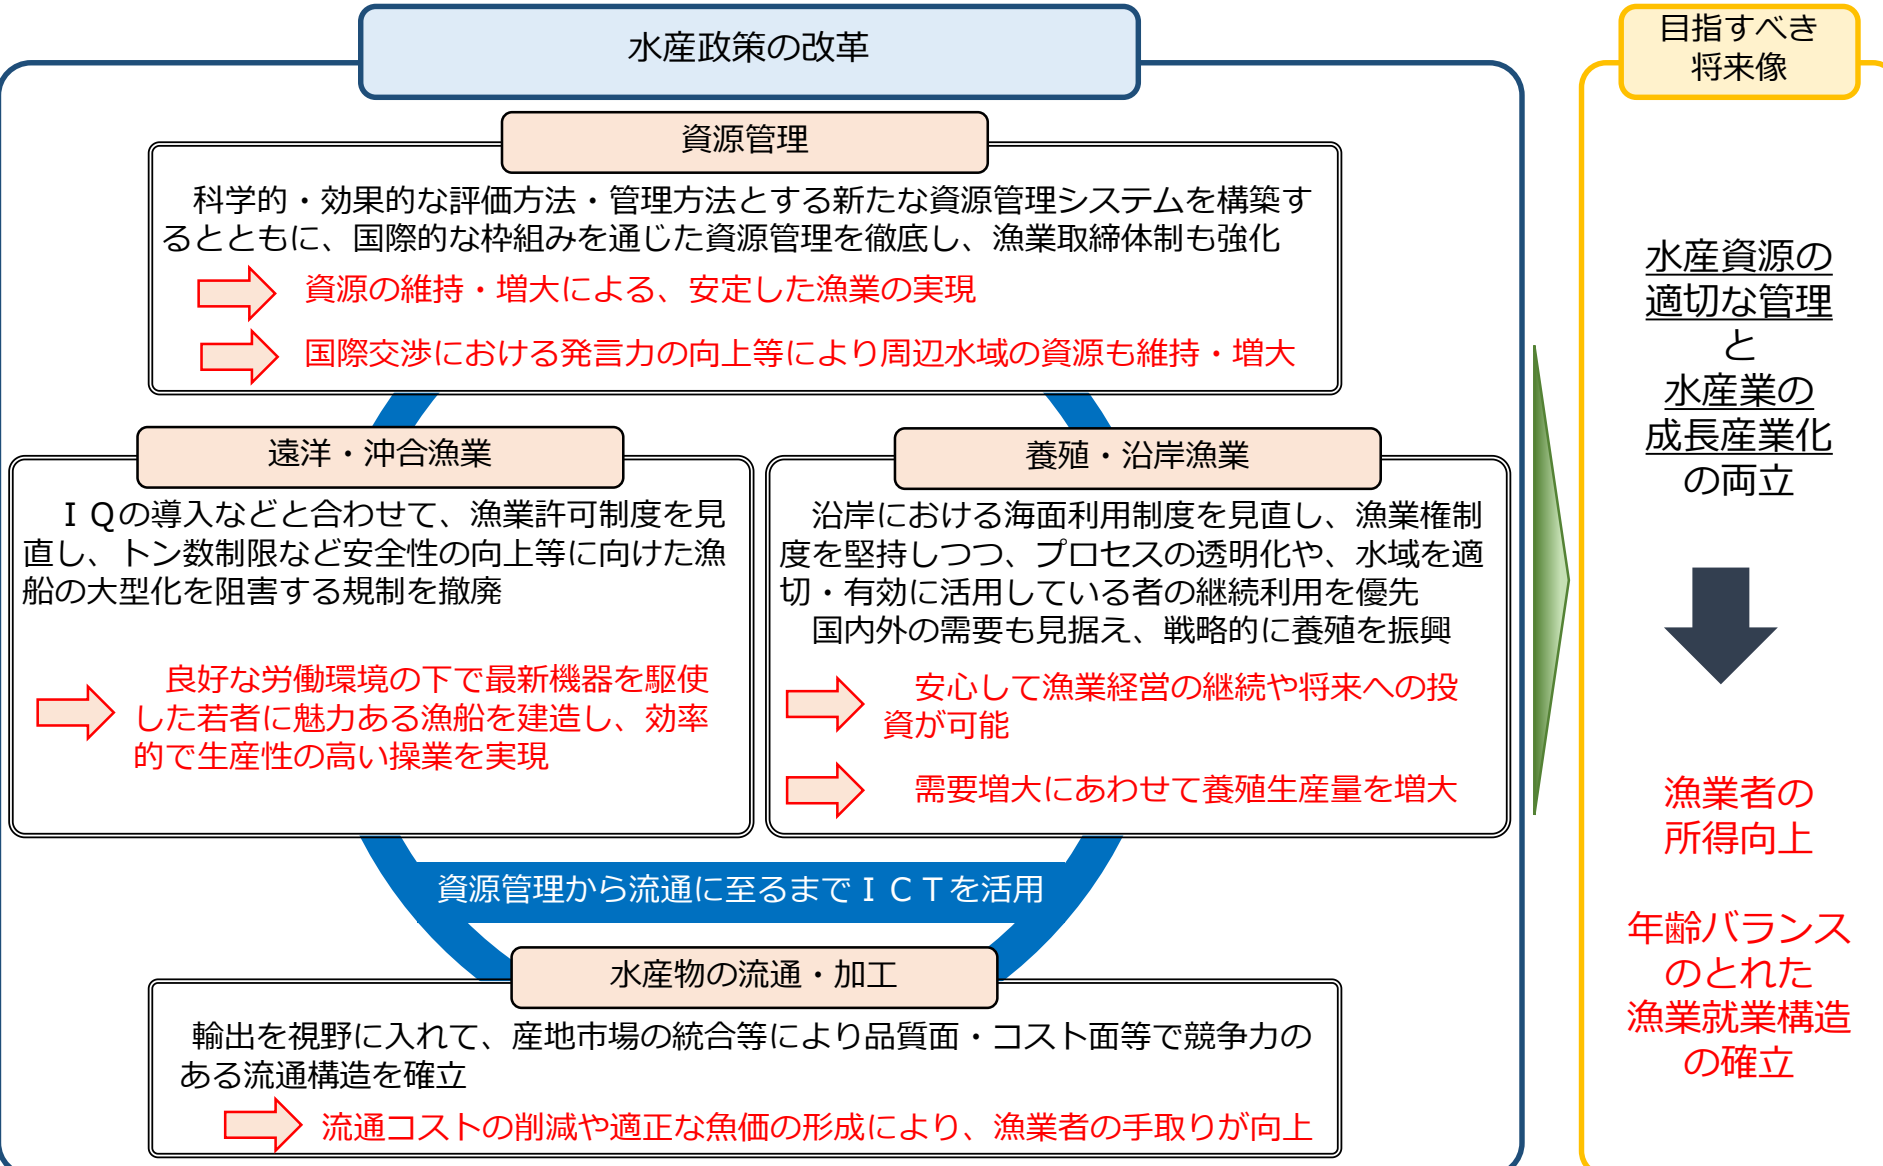 水産政策の改革
資源管理
科学的・効果的な評価方法・管理方法とする新たな資源管理システムを構築す
るとともに、国際的な枠組みを通じた資源管理を徹底し、漁業取締体制も強化
資源の維持・増大による、安定した漁業の実現
国際交渉における発言力の向上等により周辺水域の資源も維持・増大
遠洋・沖合漁業
ＩＱの導入などと合わせて、漁業許可制度を見
直し、トン数制限など安全性の向上等に向けた漁
船の大型化を阻害する規制を撤廃
良好な労働環境の下で最新機器を駆使
した若者に魅力ある漁船を建造し、効率
的で生産性の高い操業を実現
養殖・沿岸漁業
沿岸における海面利用制度を見直し、漁業権制
度を堅持しつつ、プロセスの透明化や、水域を適
切・有効に活用している者の継続利用を優先
国内外の需要も見据え、戦略的に養殖を振興
安心して漁業経営の継続や将来への投
資が可能
需要増大にあわせて養殖生産量を増大
資源管理から流通に至るまでＩＣＴを活用
水産物の流通・加工
輸出を視野に入れて、産地市場の統合等により品質面・コスト面等で競争力の
ある流通構造を確立
流通コストの削減や適正な魚価の形成により、漁業者の手取りが向上
目指すべき
将来像
水産資源の
適切な管理
と
水産業の
成長産業化
の両立
漁業者の
所得向上
年齢バランス
のとれた
漁業就業構造
の確立